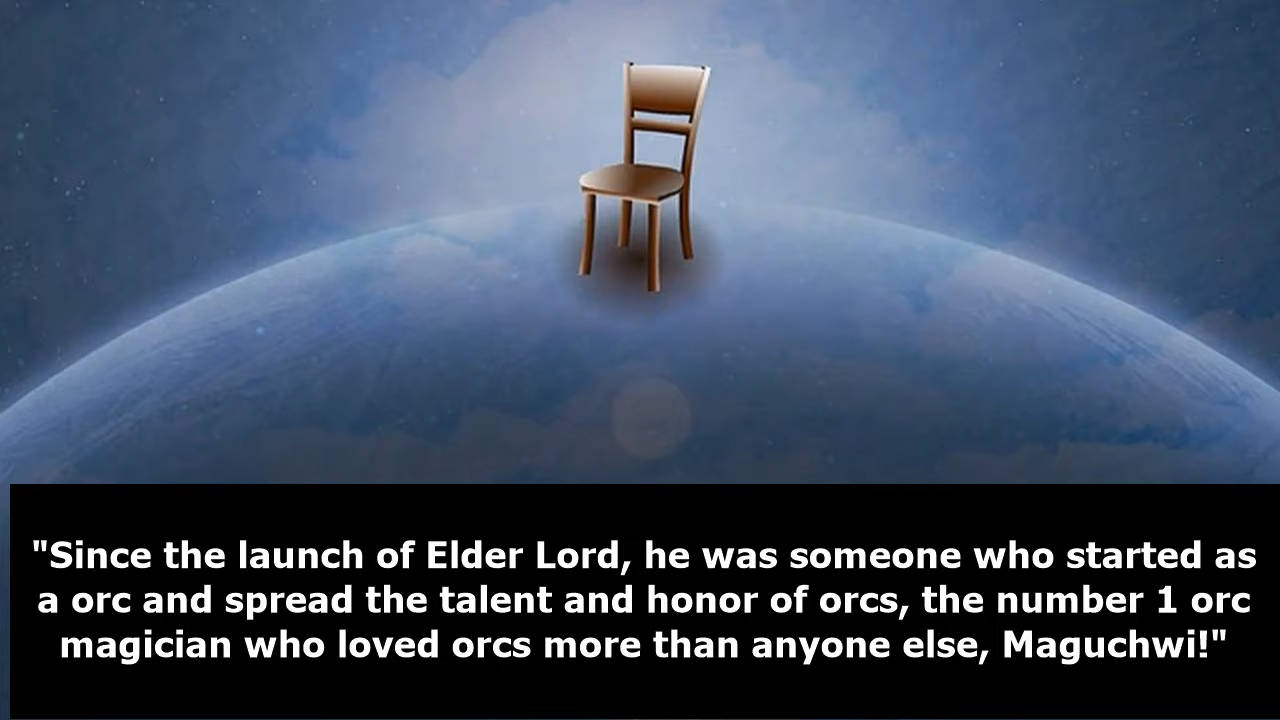 "Since the launch of Elder Lord, he was someone who started as
a orc and spread the talent and honor of orcs, the number 1 orc
magician who loved orcs more than anyone else, Maguchwi!"